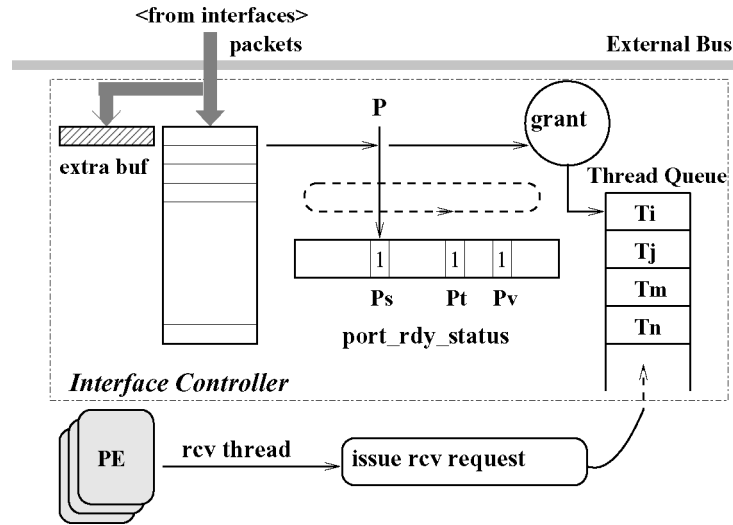 <from interfaces>
packets
External Bus
P
grant
extra buf
Thread Queue
Ti
1 1 1
Tj
Ps Pt Pv
Tm
port_rdy_status
Tn
Interface Controller
PE
rcv thread
issue rcv request